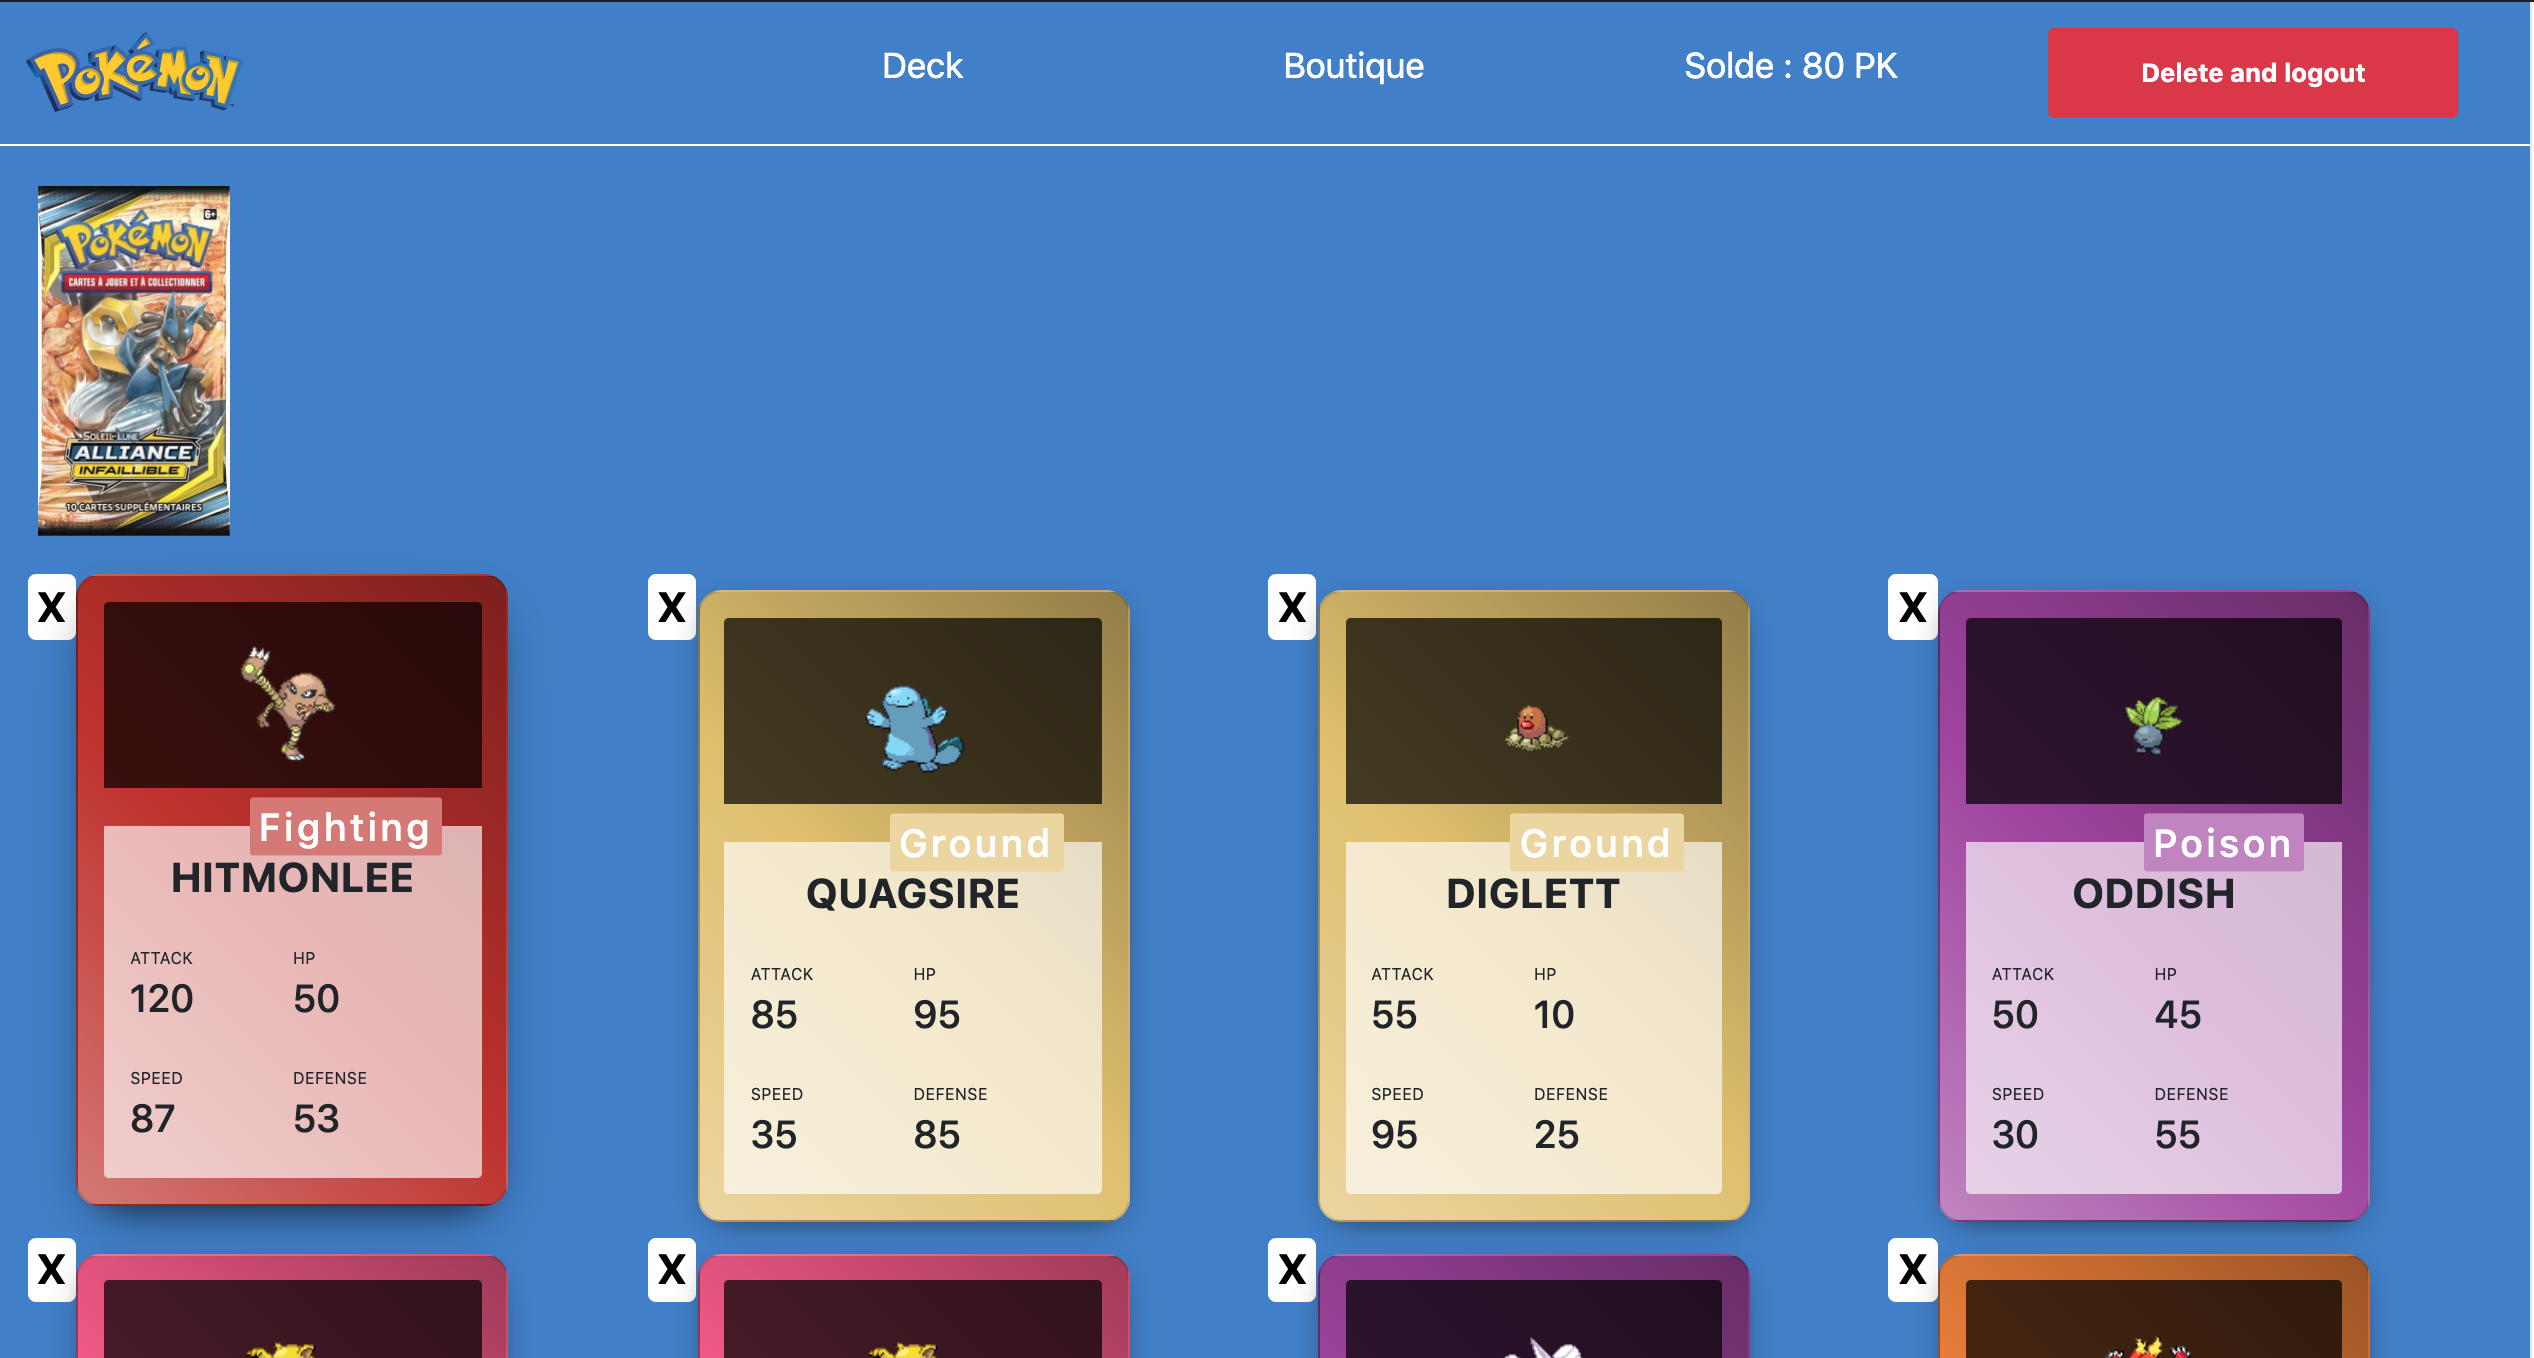 POKéMON
Deck
Boutique
Solde : 80 PK
Delete and logout
6+
POKéMON
CARTES À JOUER ET À COLLECTIONNER
SOLEIL ET LUNE
ALLIANCE
INFAILLIBLE
10 CARTES SUPPLÉMENTAIRES
X
Fighting
HITMONLEE
ATTACK
HP
120
50
SPEED
DEFENSE
87
53
X
Ground
QUAGSIRE
ATTACK
HP
85
95
SPEED
DEFENSE
35
85
X
Ground
DIGLETT
ATTACK
HP
55
10
SPEED
DEFENSE
95
25
X
Poison
ODDISH
ATTACK
HP
50
45
SPEED
DEFENSE
30
55
X
X
X
X